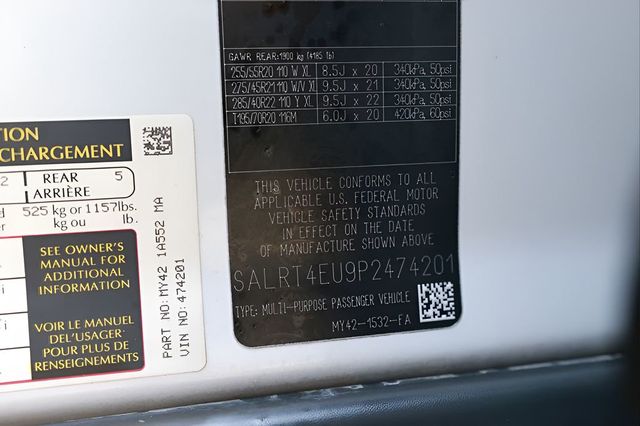 TION
CHARGEMENT
2 REAR 5
ARRIÈRE
525 kg or 1157lbs.
kg ou lb.
SEE OWNER'S
MANUAL FOR
ADDITIONAL
INFORMATION
VOIR LE MANUEL
DEL'USAGER
POUR PLUS DE
RENSEIGNEMENTS
PART NO:MY42 1A552 MA
VIN NO: 474201
GAWR REAR:1900 kg (4185 lb)
255/55R20 110 W XL 8.5J x 20 340kPa, 50psi
275/45R21 110 W/V XL 9.5J x 21 340kPa, 50psi
285/40R22 110 Y XL 9.5J x 22 340kPa, 50psi
T195/70R20 116M 6.0J x 20 420kPa, 60psi
THIS VEHICLE CONFORMS TO ALL
APPLICABLE U.S. FEDERAL MOTOR
VEHICLE SAFETY STANDARDS
IN EFFECT ON THE DATE
OF MANUFACTURE SHOWN ABOVE
SALRT4EU9P2474201
TYPE: MULTI-PURPOSE PASSENGER VEHICLE
MY42-1532-FA